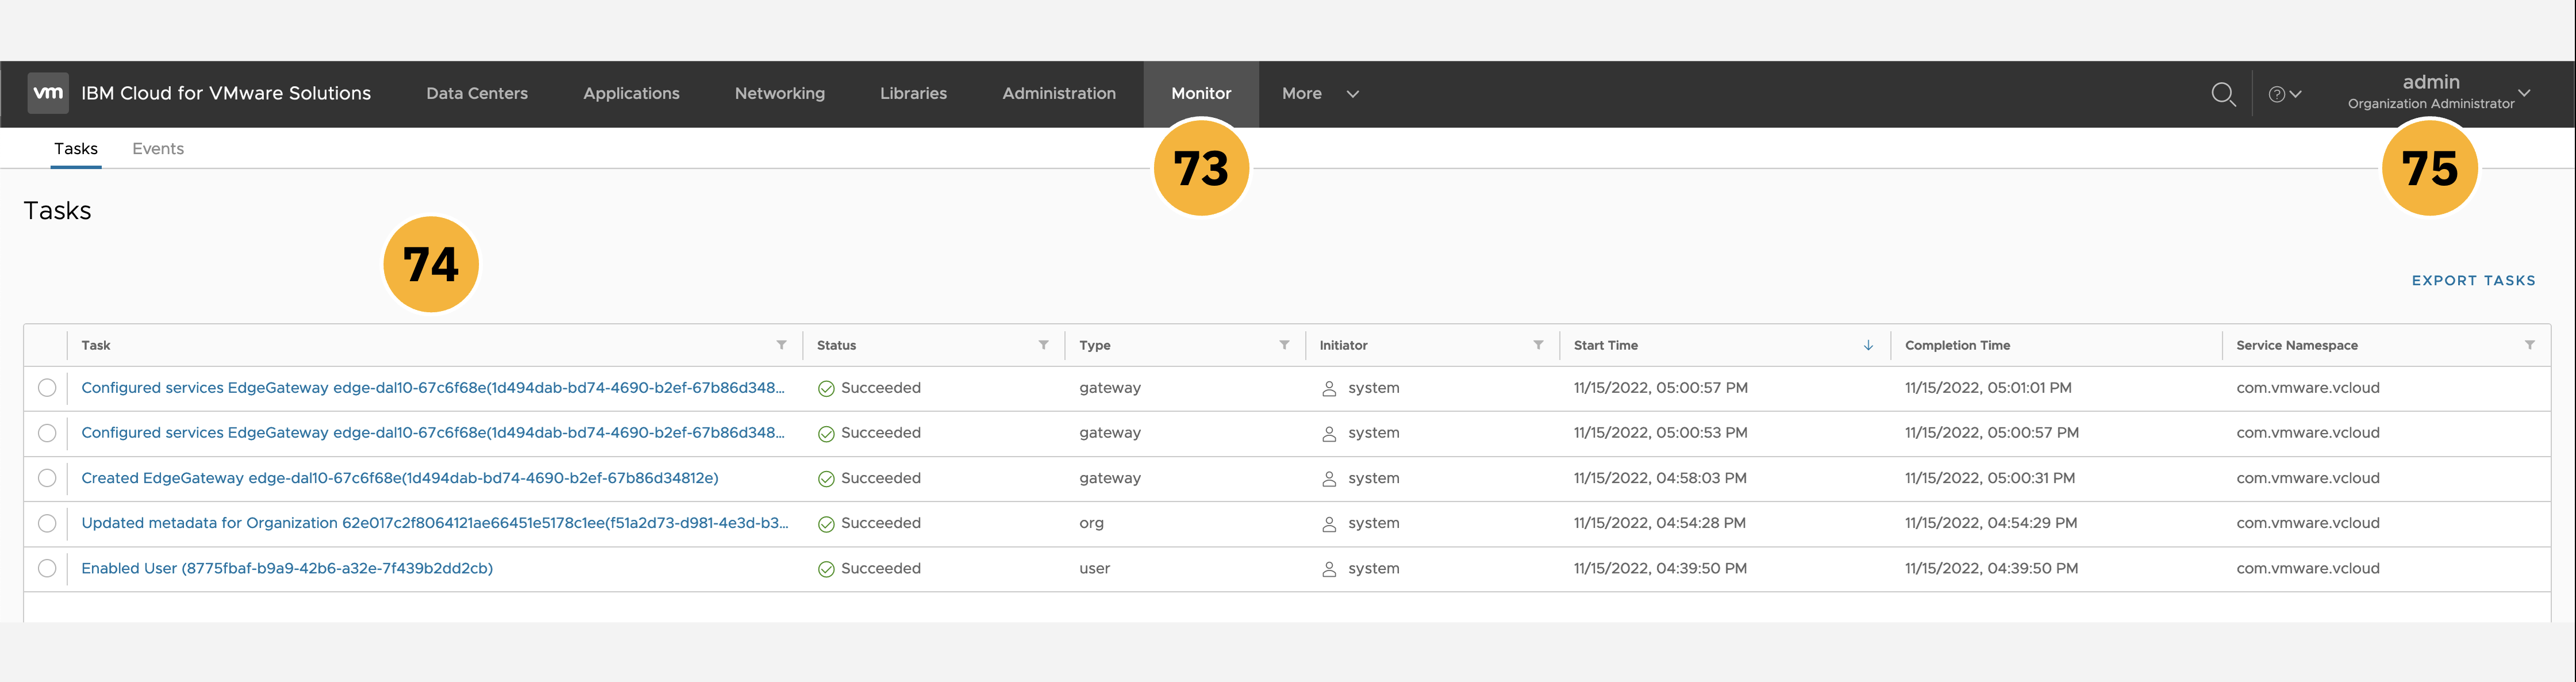 vm IBM Cloud for VMware Solutions Data Centers Applications Networking Libraries Administration Monitor More ? admin
Organization Administrator
Tasks Events
73
75
Tasks
74
EXPORT TASKS
Task Status Type Initiator Start Time Completion Time Service Namespace
Configured services EdgeGateway edge-dal10-67c6f68e(1d494dab-bd74-4690-b2ef-67b86d348... Succeeded gateway system 11/15/2022, 05:00:57 PM 11/15/2022, 05:01:01 PM com.vmware.vcloud
Configured services EdgeGateway edge-dal10-67c6f68e(1d494dab-bd74-4690-b2ef-67b86d348... Succeeded gateway system 11/15/2022, 05:00:53 PM 11/15/2022, 05:00:57 PM com.vmware.vcloud
Created EdgeGateway edge-dal10-67c6f68e(1d494dab-bd74-4690-b2ef-67b86d34812e) Succeeded gateway system 11/15/2022, 04:58:03 PM 11/15/2022, 05:00:31 PM com.vmware.vcloud
Updated metadata for Organization 62e017c2f8064121ae66451e5178c1ee(f51a2d73-d981-4e3d-b3... Succeeded org system 11/15/2022, 04:54:28 PM 11/15/2022, 04:54:29 PM com.vmware.vcloud
Enabled User (8775fbaf-b9a9-42b6-a32e-7f439b2dd2cb) Succeeded user system 11/15/2022, 04:39:50 PM 11/15/2022, 04:39:50 PM com.vmware.vcloud